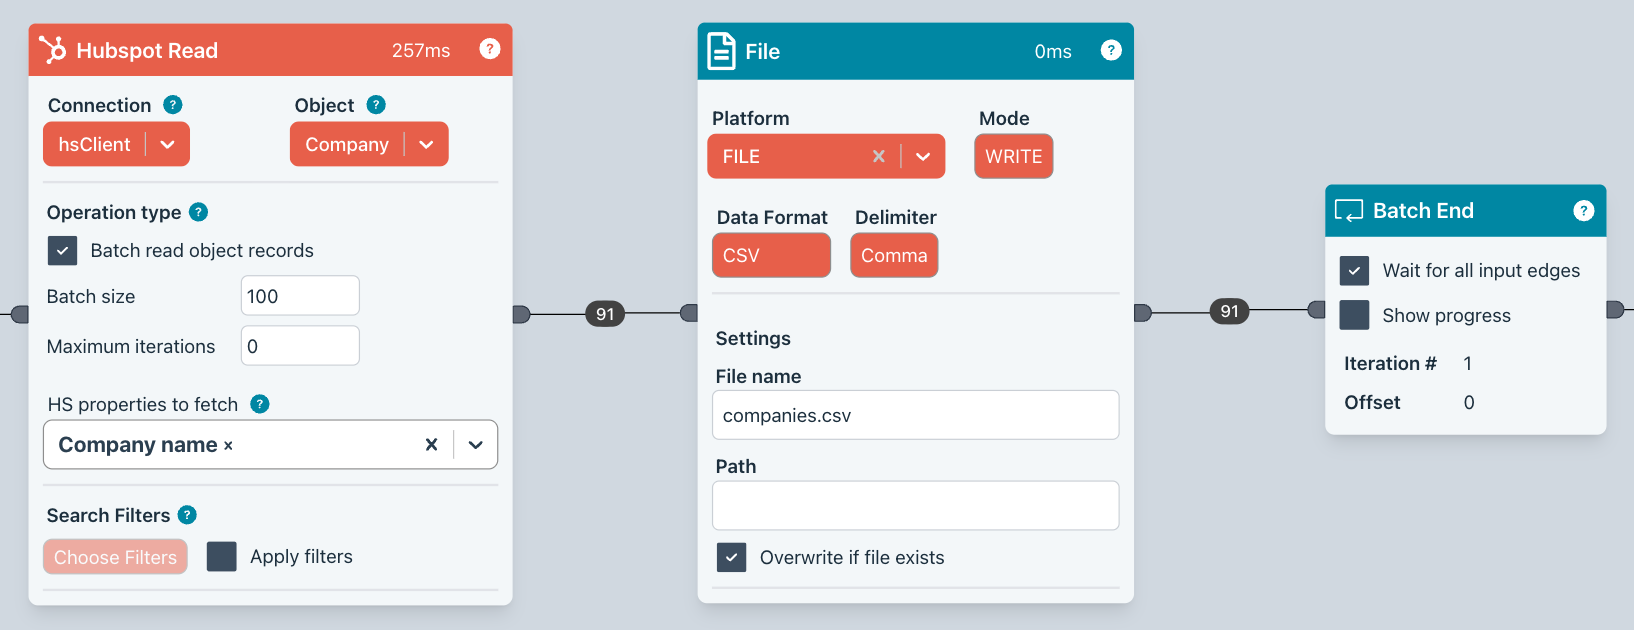 Hubspot Read 257ms ?
Connection ? Object ?
hsClient Company
Operation type ?
Batch read object records
Batch size 100
Maximum iterations 0
HS properties to fetch ?
Company name ×
Search Filters ?
Choose Filters Apply filters
91
File 0ms ?
Platform Mode
FILE WRITE
Data Format Delimiter
CSV Comma
Settings
File name
companies.csv
Path
Overwrite if file exists
91
Batch End ?
Wait for all input edges
Show progress
Iteration # 1
Offset 0